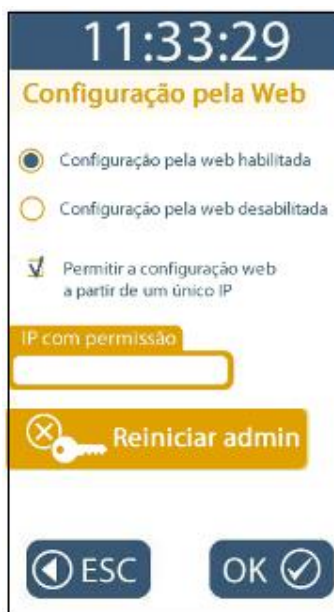 11:33:29
Configuração pela Web
Configuração pela web habilitada
Configuração pela web desabilitada
Permitir a configuração web
a partir de um único IP
IP com permissão
Reiniciar admin
ESC
OK